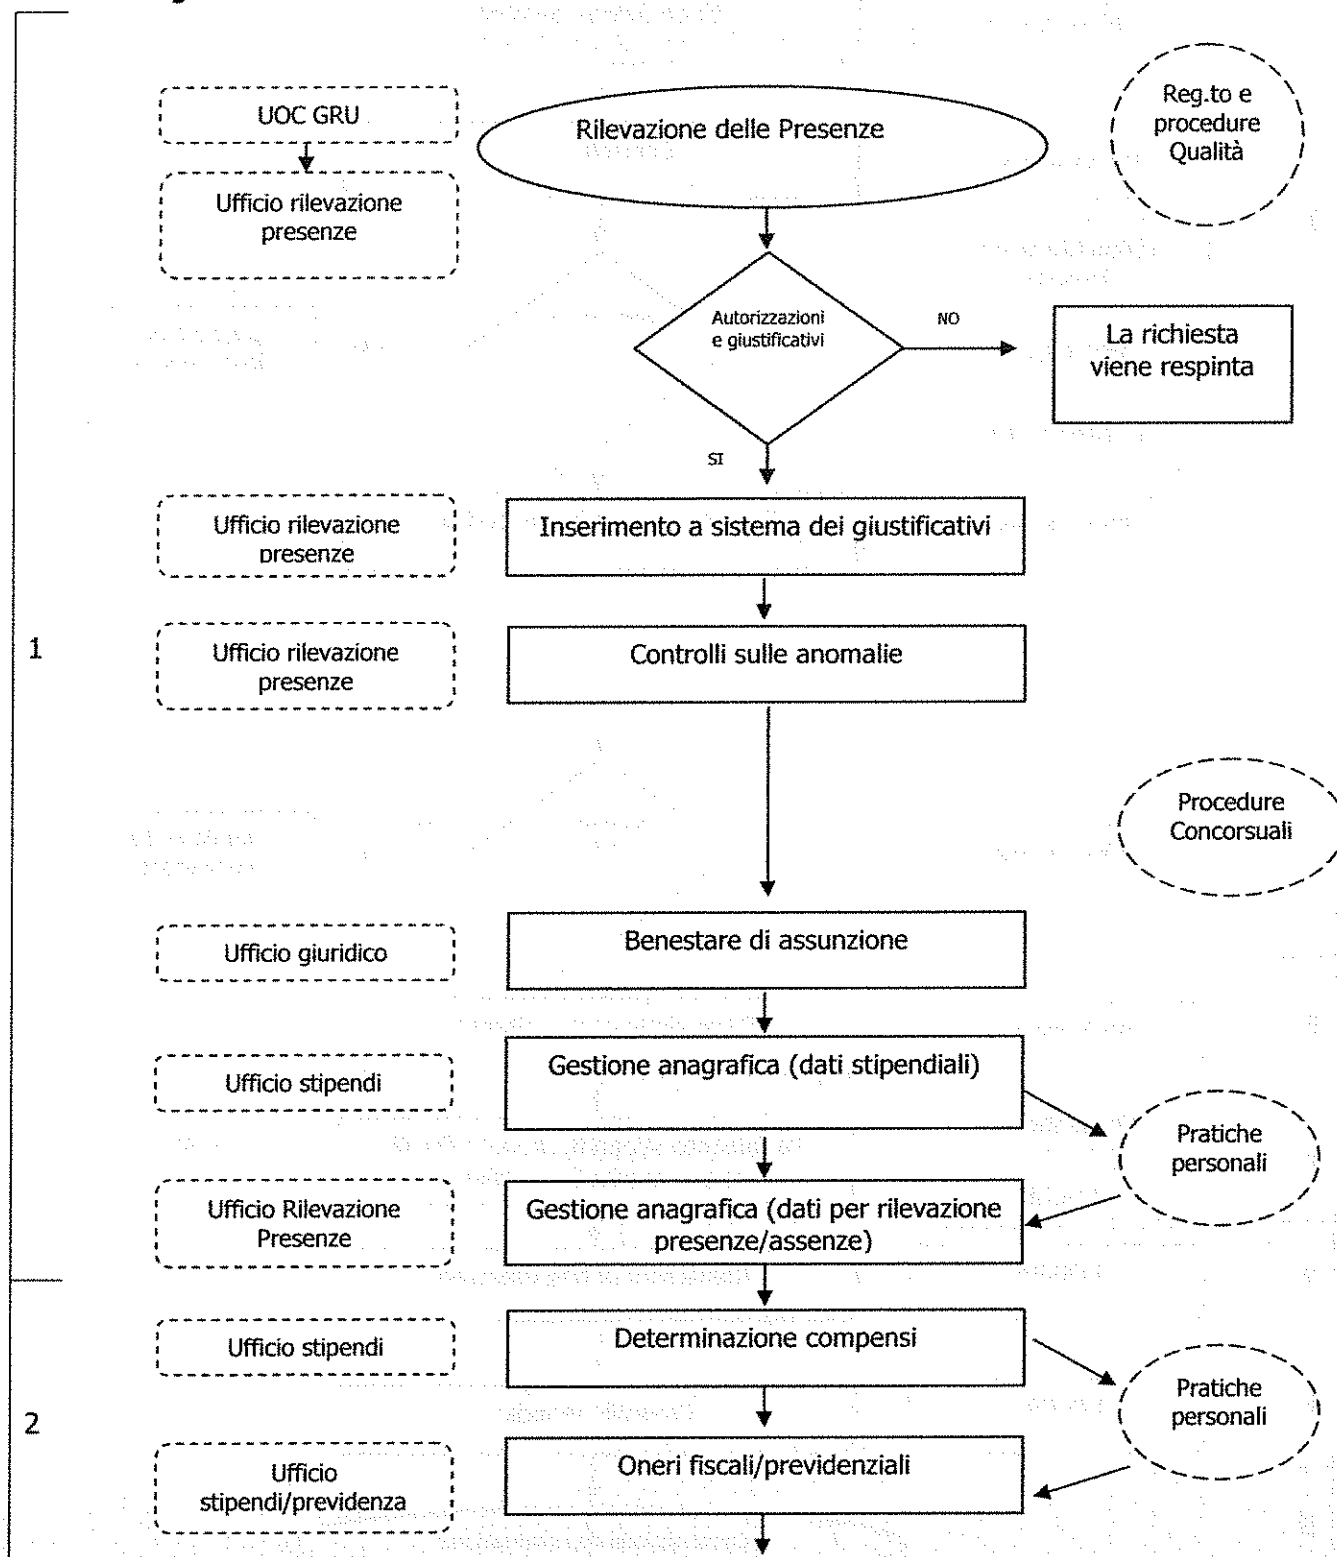 UOC GRU
Rilevazione delle Presenze
Reg.to e
procedure
Qualità
Ufficio rilevazione
presenze
Autorizzazioni
e giustificativi
NO
La richiesta
viene respinta
SI
Ufficio rilevazione
presenze
Inserimento a sistema dei giustificativi
1
Ufficio rilevazione
presenze
Controlli sulle anomalie
Procedure
Concorsuali
Ufficio giuridico
Benestare di assunzione
Ufficio stipendi
Gestione anagrafica (dati stipendiali)
Pratiche
personali
Ufficio Rilevazione
Presenze
Gestione anagrafica (dati per rilevazione
presenze/assenze)
Ufficio stipendi
Determinazione compensi
Pratiche
personali
2
Ufficio
stipendi/previdenza
Oneri fiscali/previdenziali